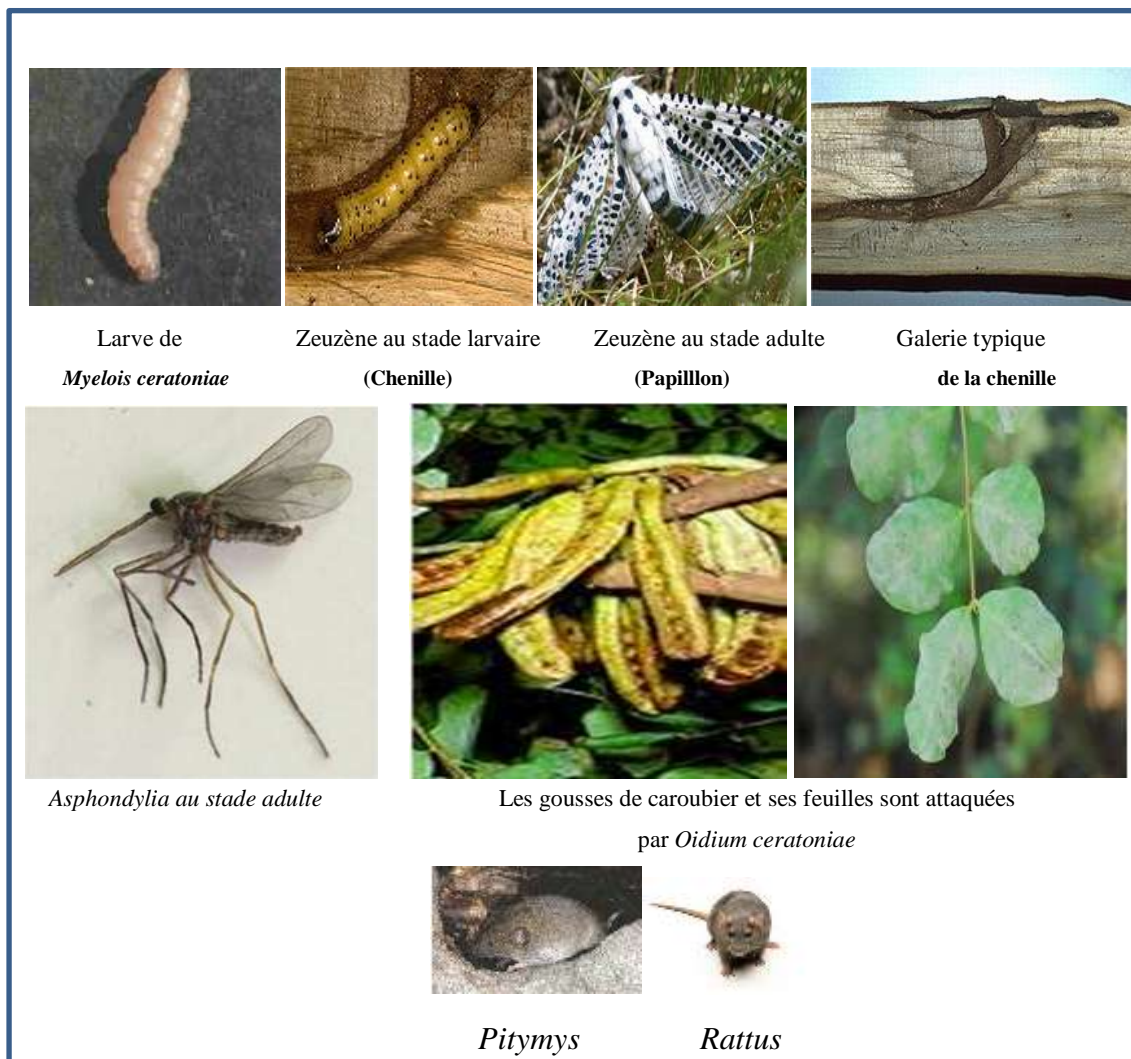 Larve de Zeuzène au stade larvaire Zeuzène au stade adulte Galerie typique
Myelois ceratoniae (Chenille) (Papilllon) de la chenille
Asphondylia au stade adulte Les gousses de caroubier et ses feuilles sont attaquées
par Oidium ceratoniae
Pitymys Rattus